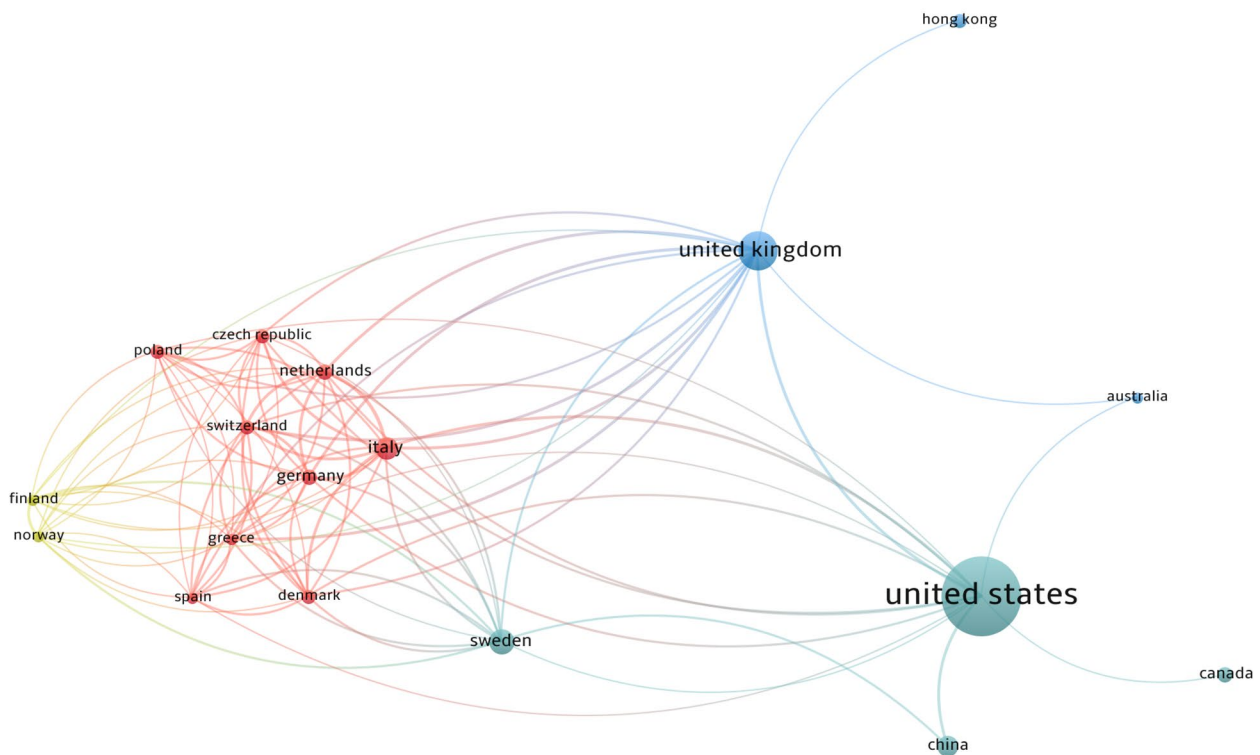 hong kong
united kingdom
czech republic
poland
netherlands
australia
switzerland
italy
germany
finland
norway
greece
spain
denmark
united states
sweden
canada
china